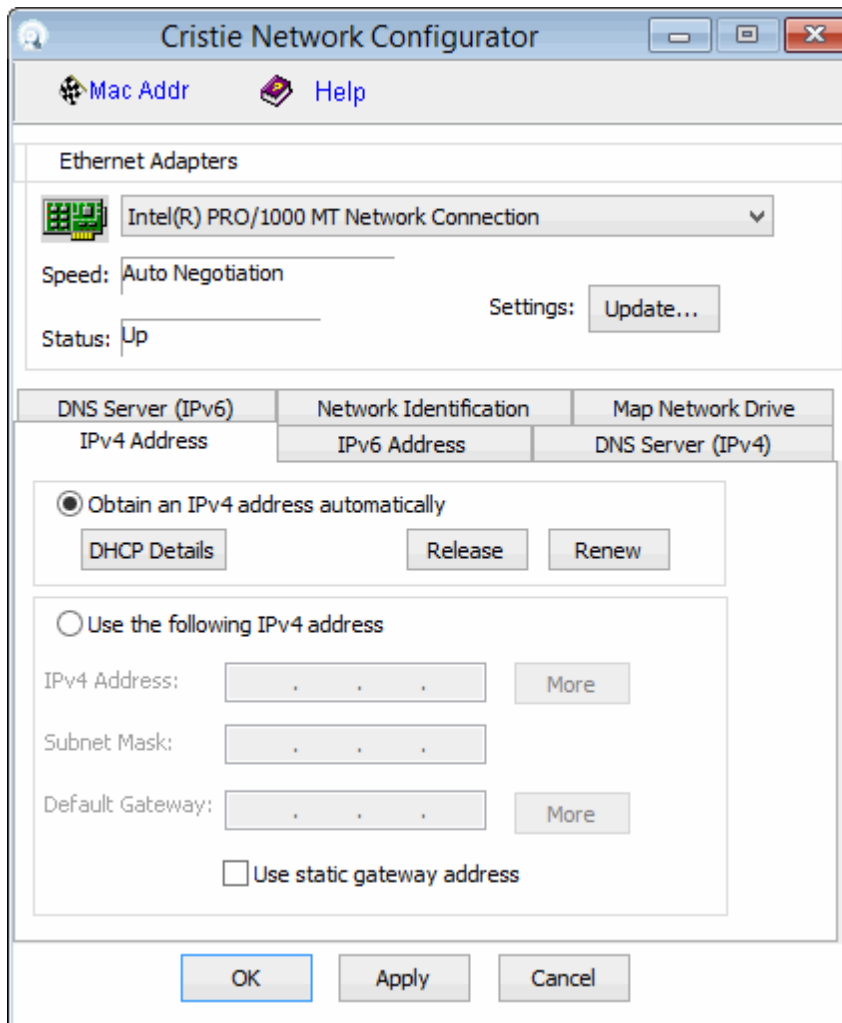 Cristie Network Configurator
Mac Addr Help
Ethernet Adapters
Intel(R) PRO/1000 MT Network Connection
Speed: Auto Negotiation
Settings: Update...
Status: Up
DNS Server (IPv6) Network Identification Map Network Drive
IPv4 Address IPv6 Address DNS Server (IPv4)
Obtain an IPv4 address automatically
DHCP Details Release Renew
Use the following IPv4 address
IPv4 Address: . . . More
Subnet Mask: . . .
Default Gateway: . . . More
Use static gateway address
OK Apply Cancel